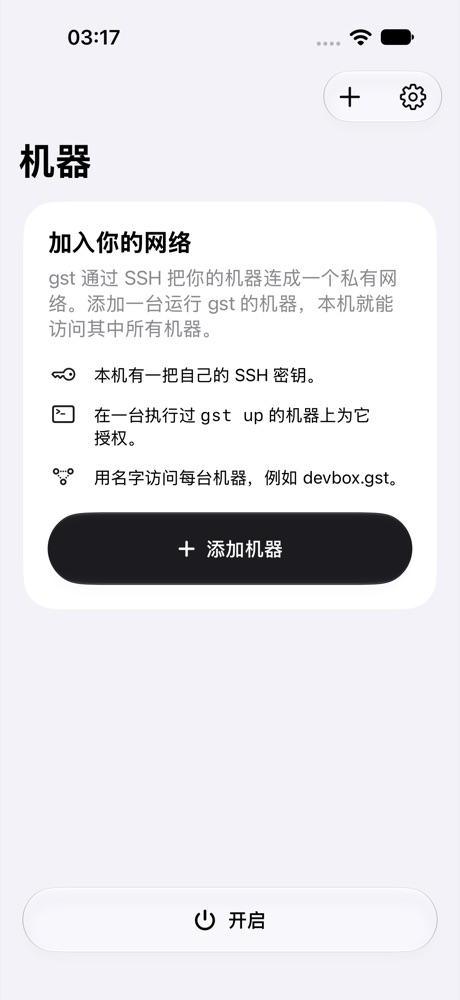 03:17
机器
加入你的网络
gst 通过 SSH 把你的机器连成一个私有网
络。添加一台运行 gst 的机器，本机就能
访问其中所有机器。
本机有一把自己的 SSH 密钥。
在一台执行过 gst up 的机器上为它
授权。
用名字访问每台机器，例如 devbox.gst。
添加机器
开启